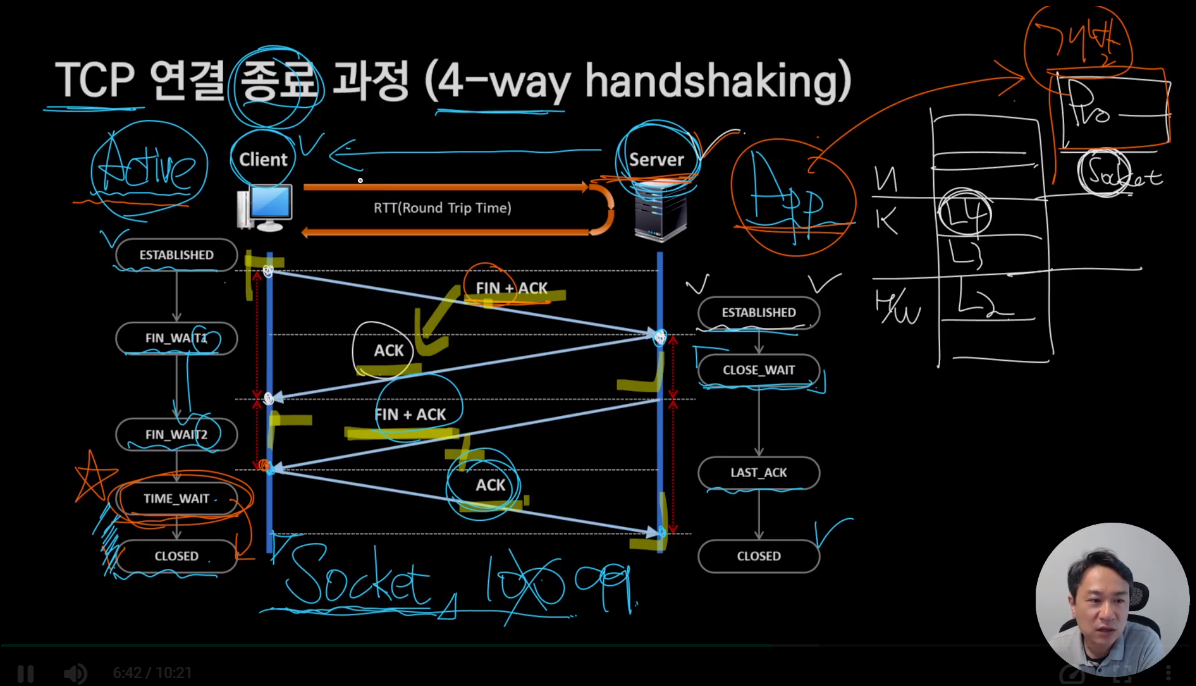 TCP 연결 종료 과정 (4-way handshaking)
개발
Pro
Socket
Active
Client
Server
App
U
K
H/W
L4
L3
L2
RTT(Round Trip Time)
ESTABLISHED
FIN + ACK
ESTABLISHED
FIN_WAIT1
ACK
CLOSE_WAIT
FIN + ACK
FIN_WAIT2
LAST_ACK
ACK
TIME_WAIT
CLOSED
CLOSED
Socket
99
6:42 / 10:21